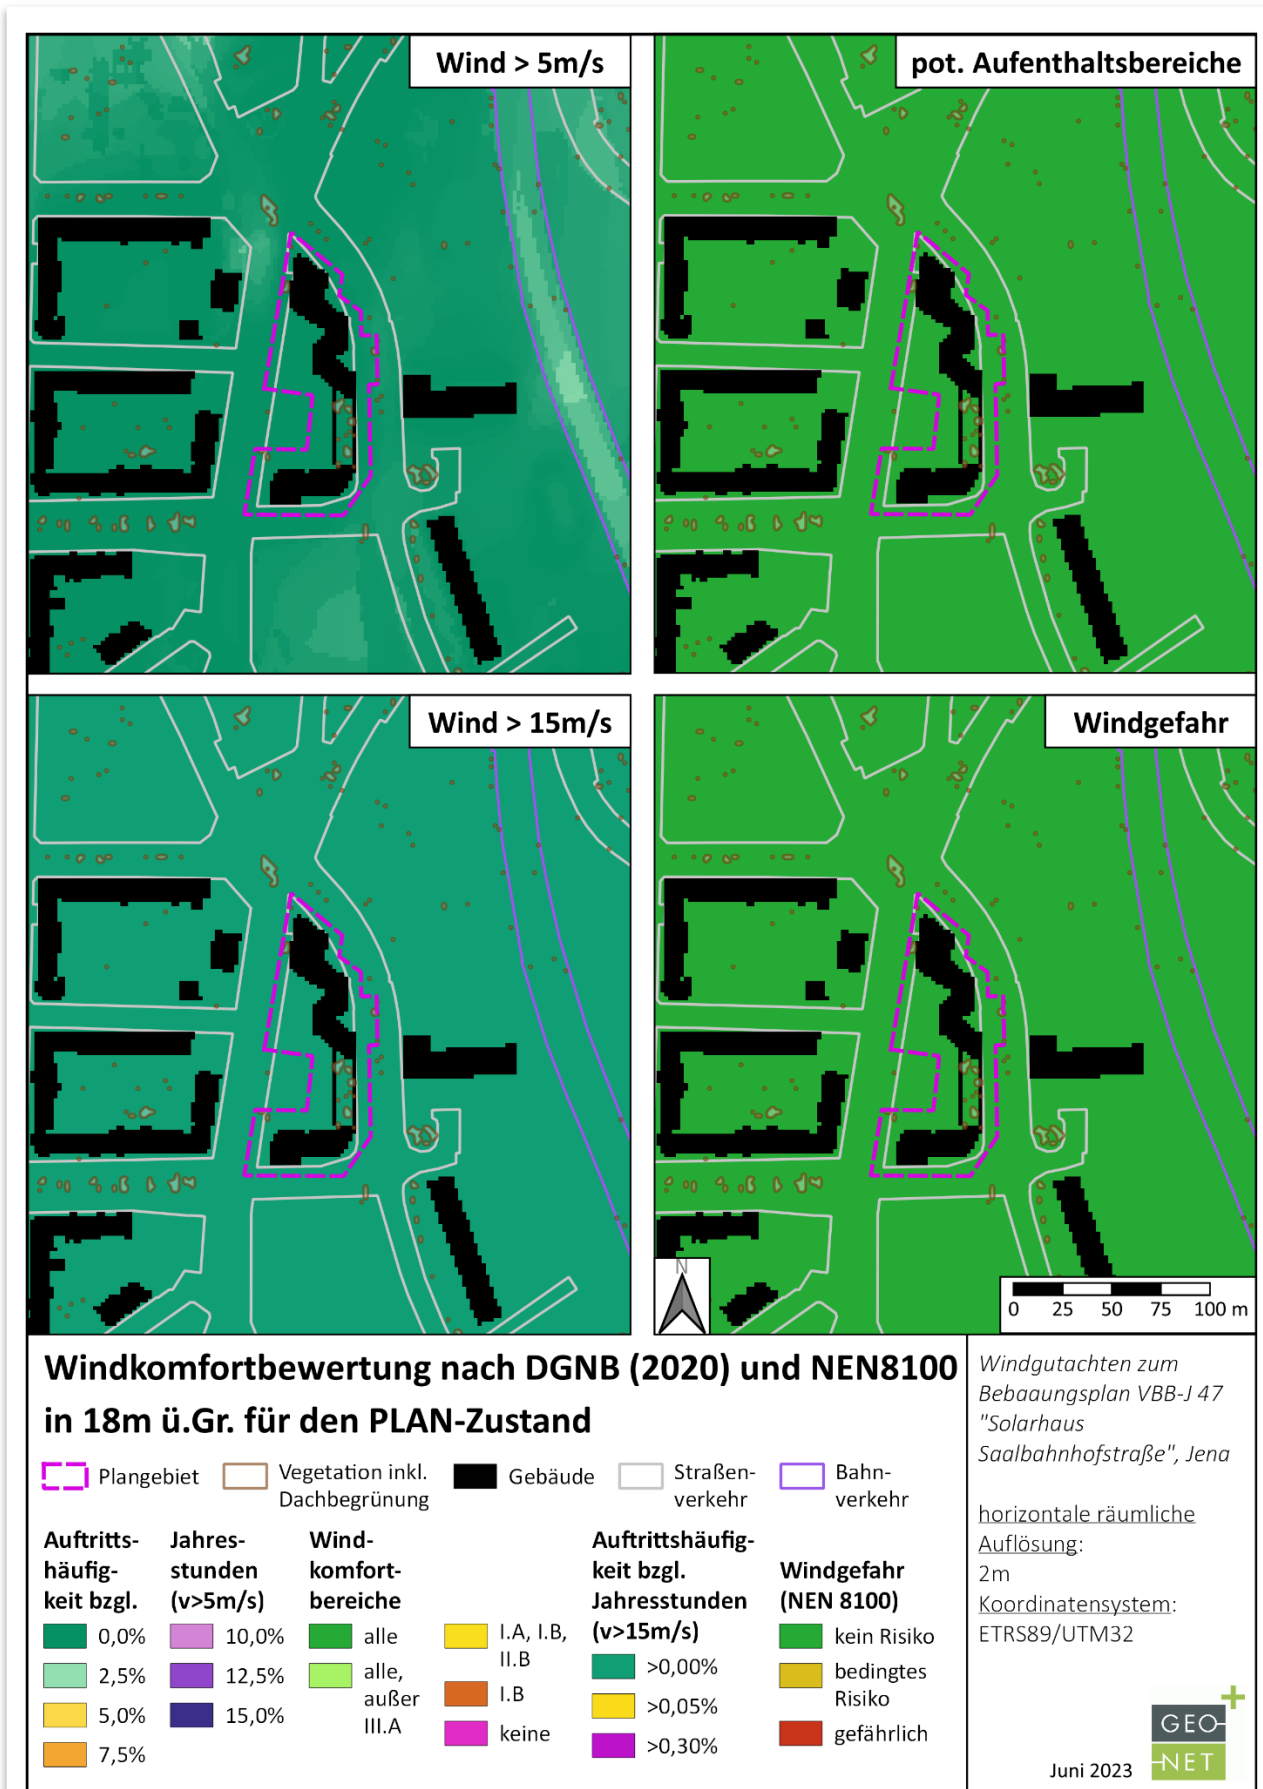 Wind > 5m/s
pot. Aufenthaltsbereiche
Wind > 15m/s
Windgefahr
N
0 25 50 75 100 m
Windkomfortbewertung nach DGNB (2020) und NEN8100
in 18m ü.Gr. für den PLAN-Zustand
Plangebiet
Vegetation inkl.
Dachbegrünung
Gebäude
Straßen-
verkehr
Bahn-
verkehr
Auftritts-
häufig-
keit bzgl.
0,0%
2,5%
5,0%
7,5%
Jahres-
stunden
(v>5m/s)
10,0%
12,5%
15,0%
Wind-
komfort-
bereiche
alle
alle,
außer
III.A
I.A, I.B,
II.B
I.B
keine
Auftrittshäufig-
keit bzgl.
Jahresstunden
(v>15m/s)
>0,00%
>0,05%
>0,30%
Windgefahr
(NEN 8100)
kein Risiko
bedingtes
Risiko
gefährlich
Windgutachten zum
Bebaaungsplan VBB-J 47
"Solarhaus
Saalbahnhofstraße", Jena
horizontale räumliche
Auflösung:
2m
Koordinatensystem:
ETRS89/UTM32
Juni 2023
GEO
NET